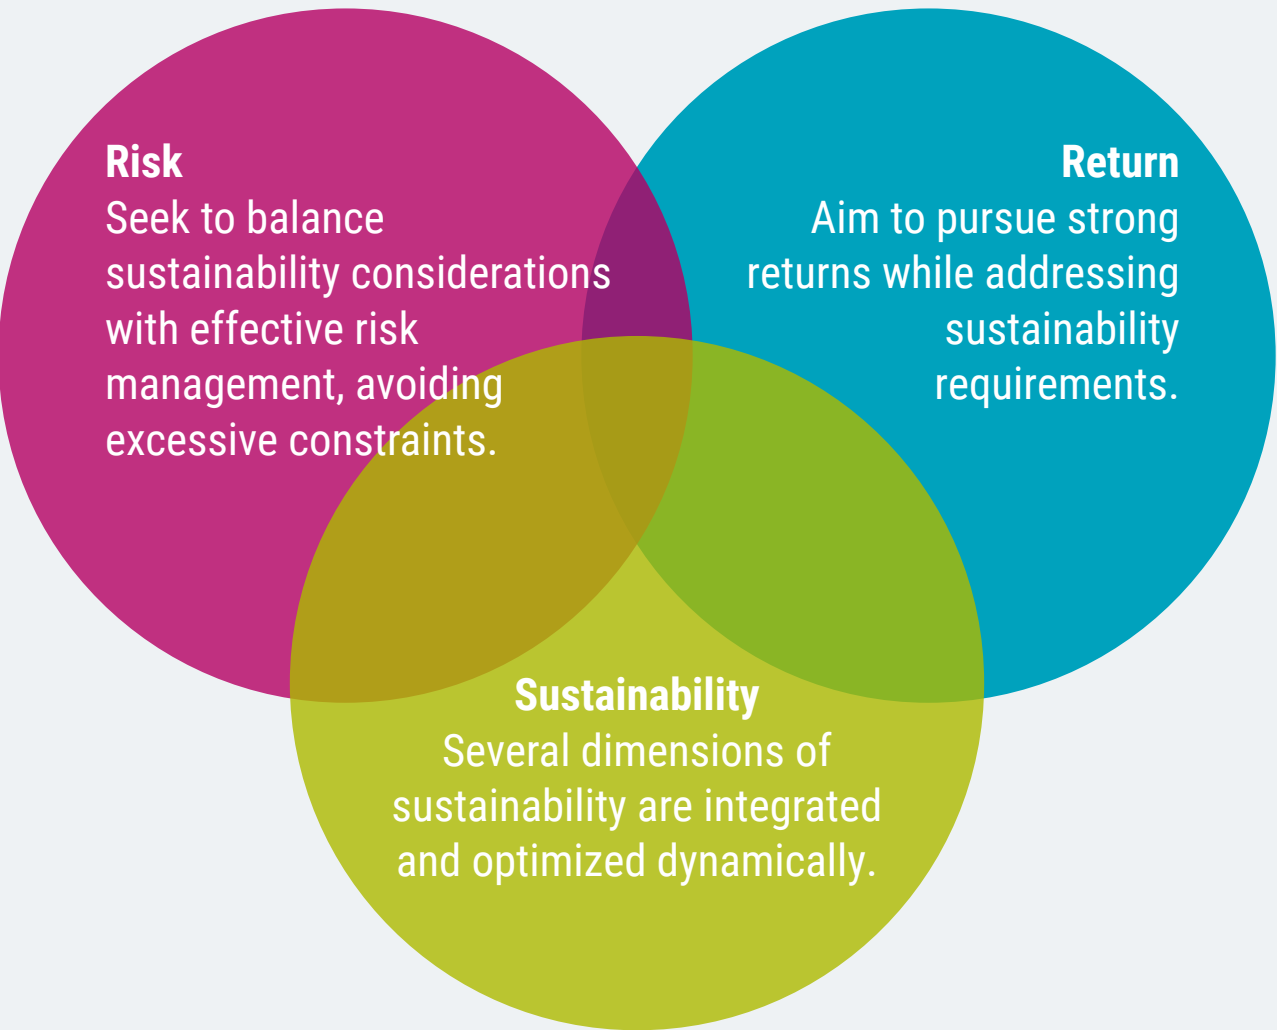 Risk
Seek to balance
sustainability considerations
with effective risk
management, avoiding
excessive constraints.
Return
Aim to pursue strong
returns while addressing
sustainability
requirements.
Sustainability
Several dimensions of
sustainability are integrated
and optimized dynamically.